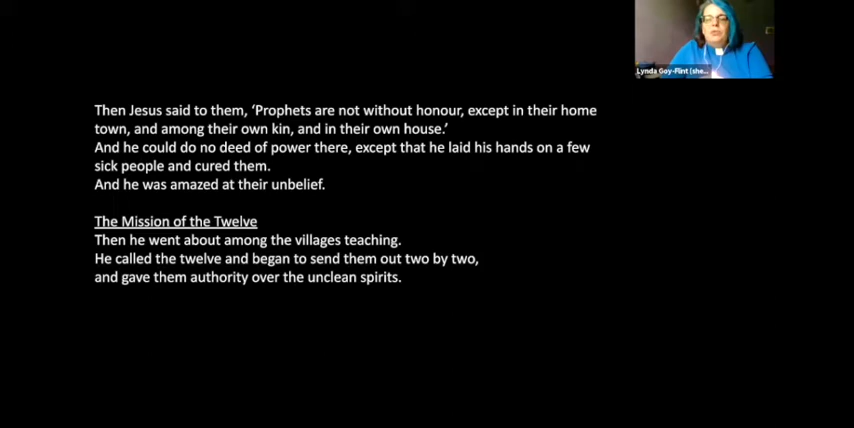 Lynda Goy-Flint (she...
Then Jesus said to them, ‘Prophets are not without honour, except in their home
town, and among their own kin, and in their own house.’
And he could do no deed of power there, except that he laid his hands on a few
sick people and cured them.
And he was amazed at their unbelief.
The Mission of the Twelve
Then he went about among the villages teaching.
He called the twelve and began to send them out two by two,
and gave them authority over the unclean spirits.